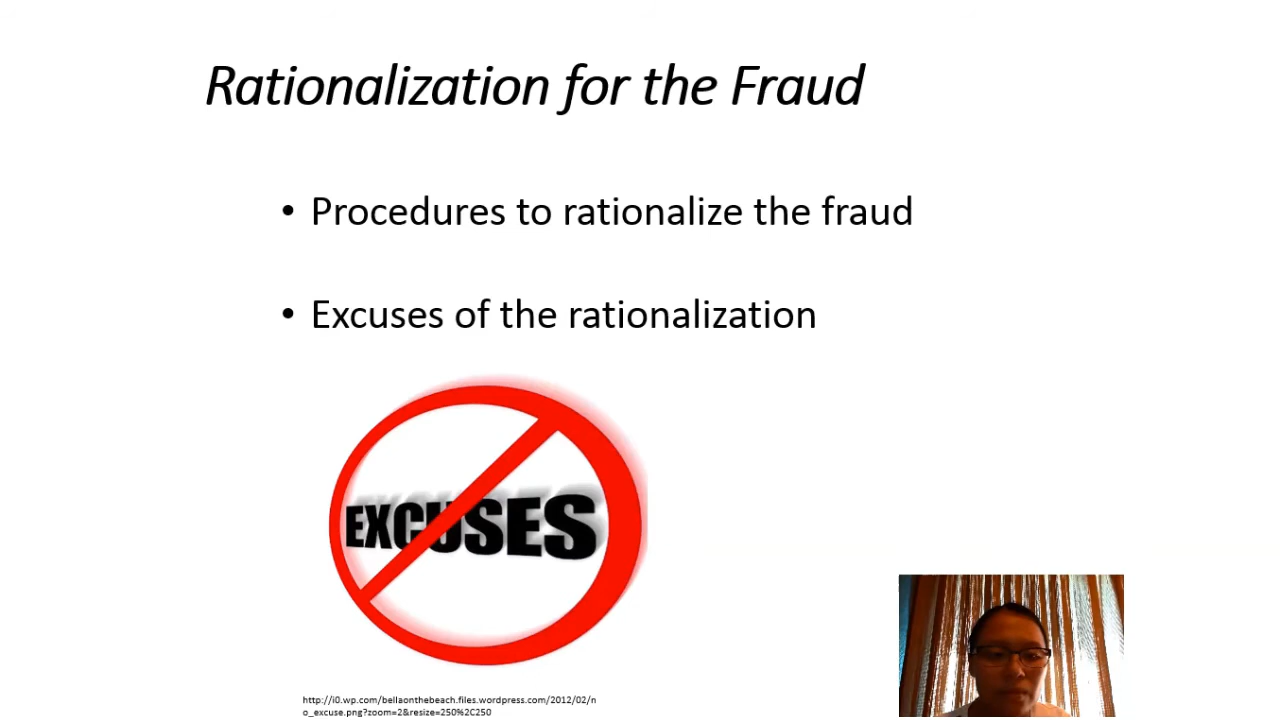 Rationalization for the Fraud
• Procedures to rationalize the fraud
• Excuses of the rationalization
EXCUSES
http://i0.wp.com/bellaonthebeach.files.wordpress.com/2012/02/n
o_excuse.png?zoom=2&resize=250%2C250